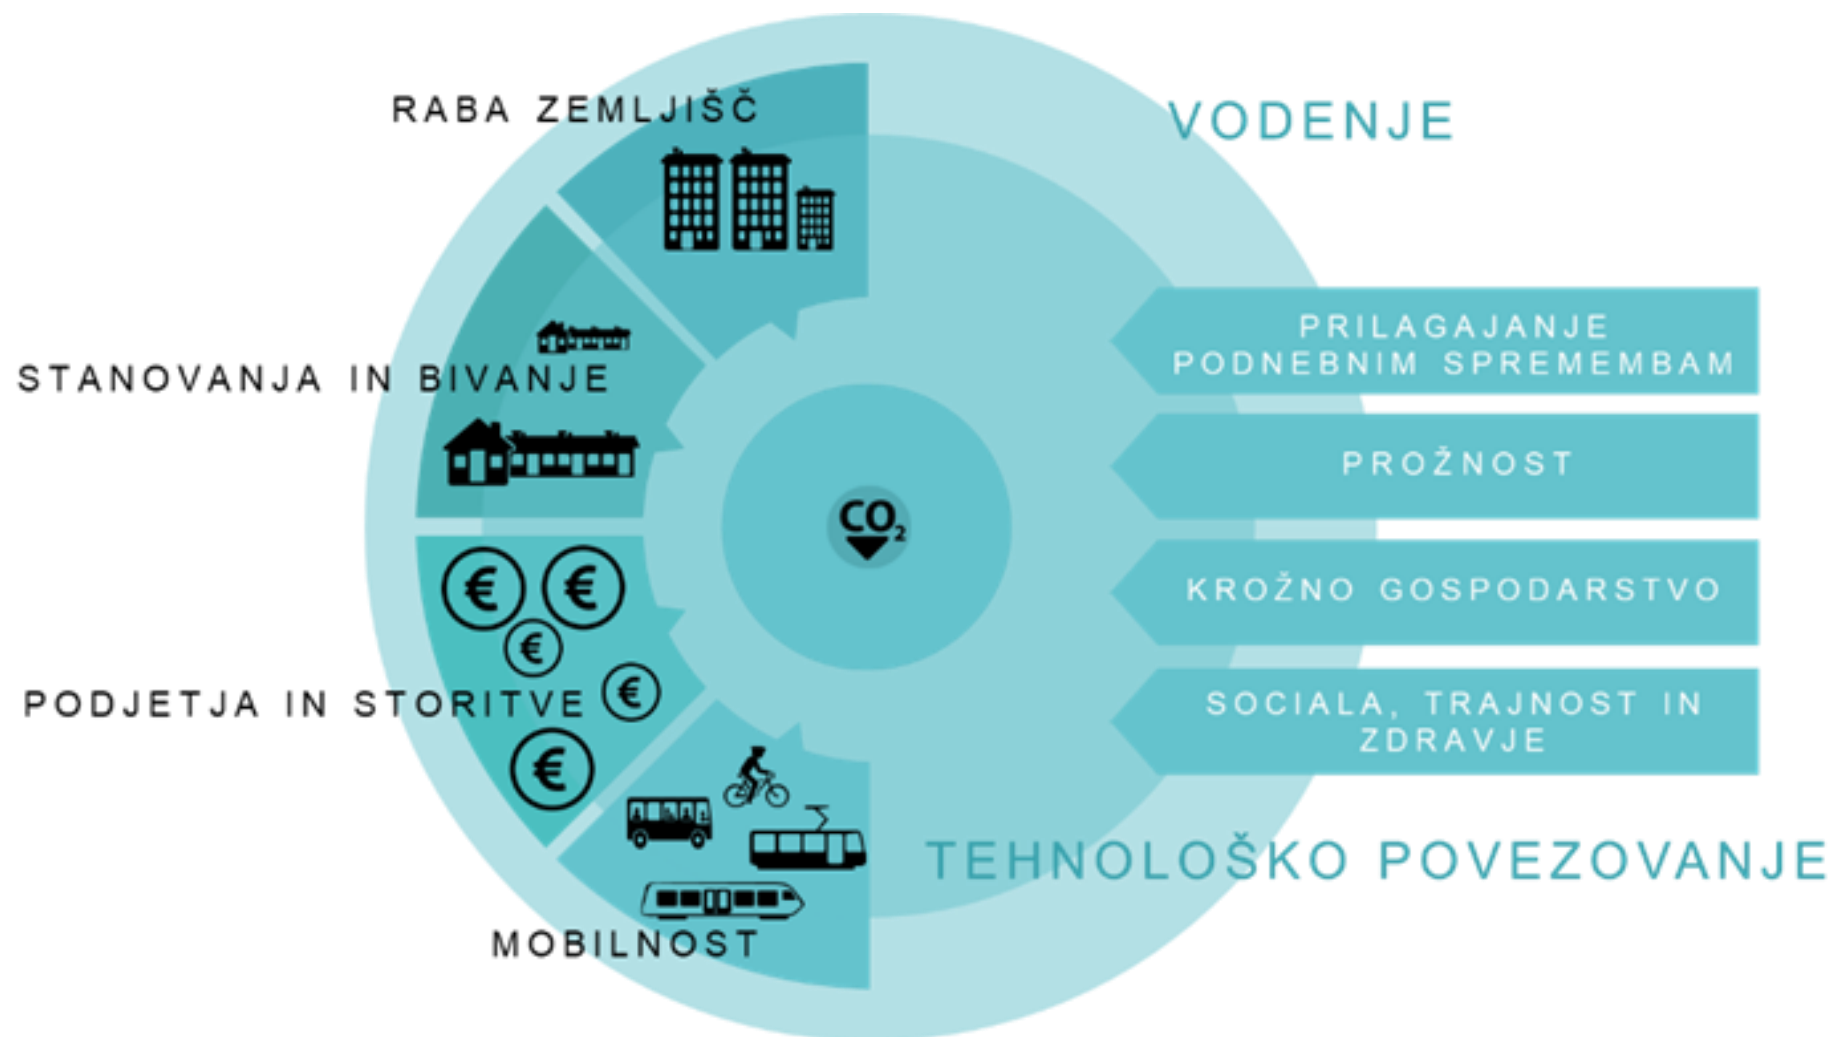 RABA ZEMLJIŠČ
VODENJE
PRILAGAJANJE
PODNEBNIM SPREMEMBAM
STANOVANJA IN BIVANJE
PROŽNOST
CO₂
KROŽNO GOSPODARSTVO
€ €
€
€
€
PODJETJA IN STORITVE
SOCIALA, TRAJNOST IN
ZDRAVJE
TEHNOLOŠKO POVEZOVANJE
MOBILNOST